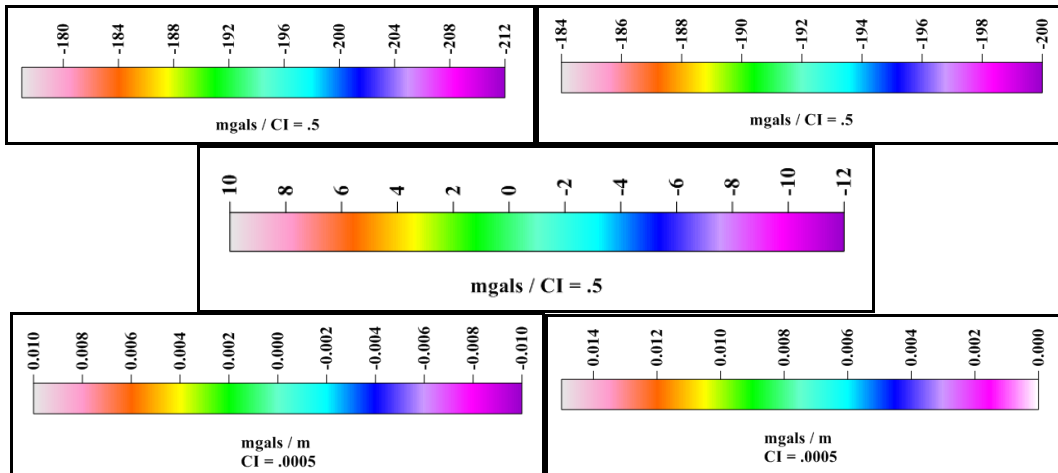 -180 -184 -188 -192 -196 -200 -204 -208 -212
mgals / CI = .5
-184 -186 -188 -190 -192 -194 -196 -198 -200
mgals / CI = .5
10 8 6 4 2 0 -2 -4 -6 -8 -10 -12
mgals / CI = .5
0.010 0.008 0.006 0.004 0.002 0.000 -0.002 -0.004 -0.006 -0.008 -0.010
mgals / m
CI = .0005
0.014 0.012 0.010 0.008 0.006 0.004 0.002 0.000
mgals / m
CI = .0005